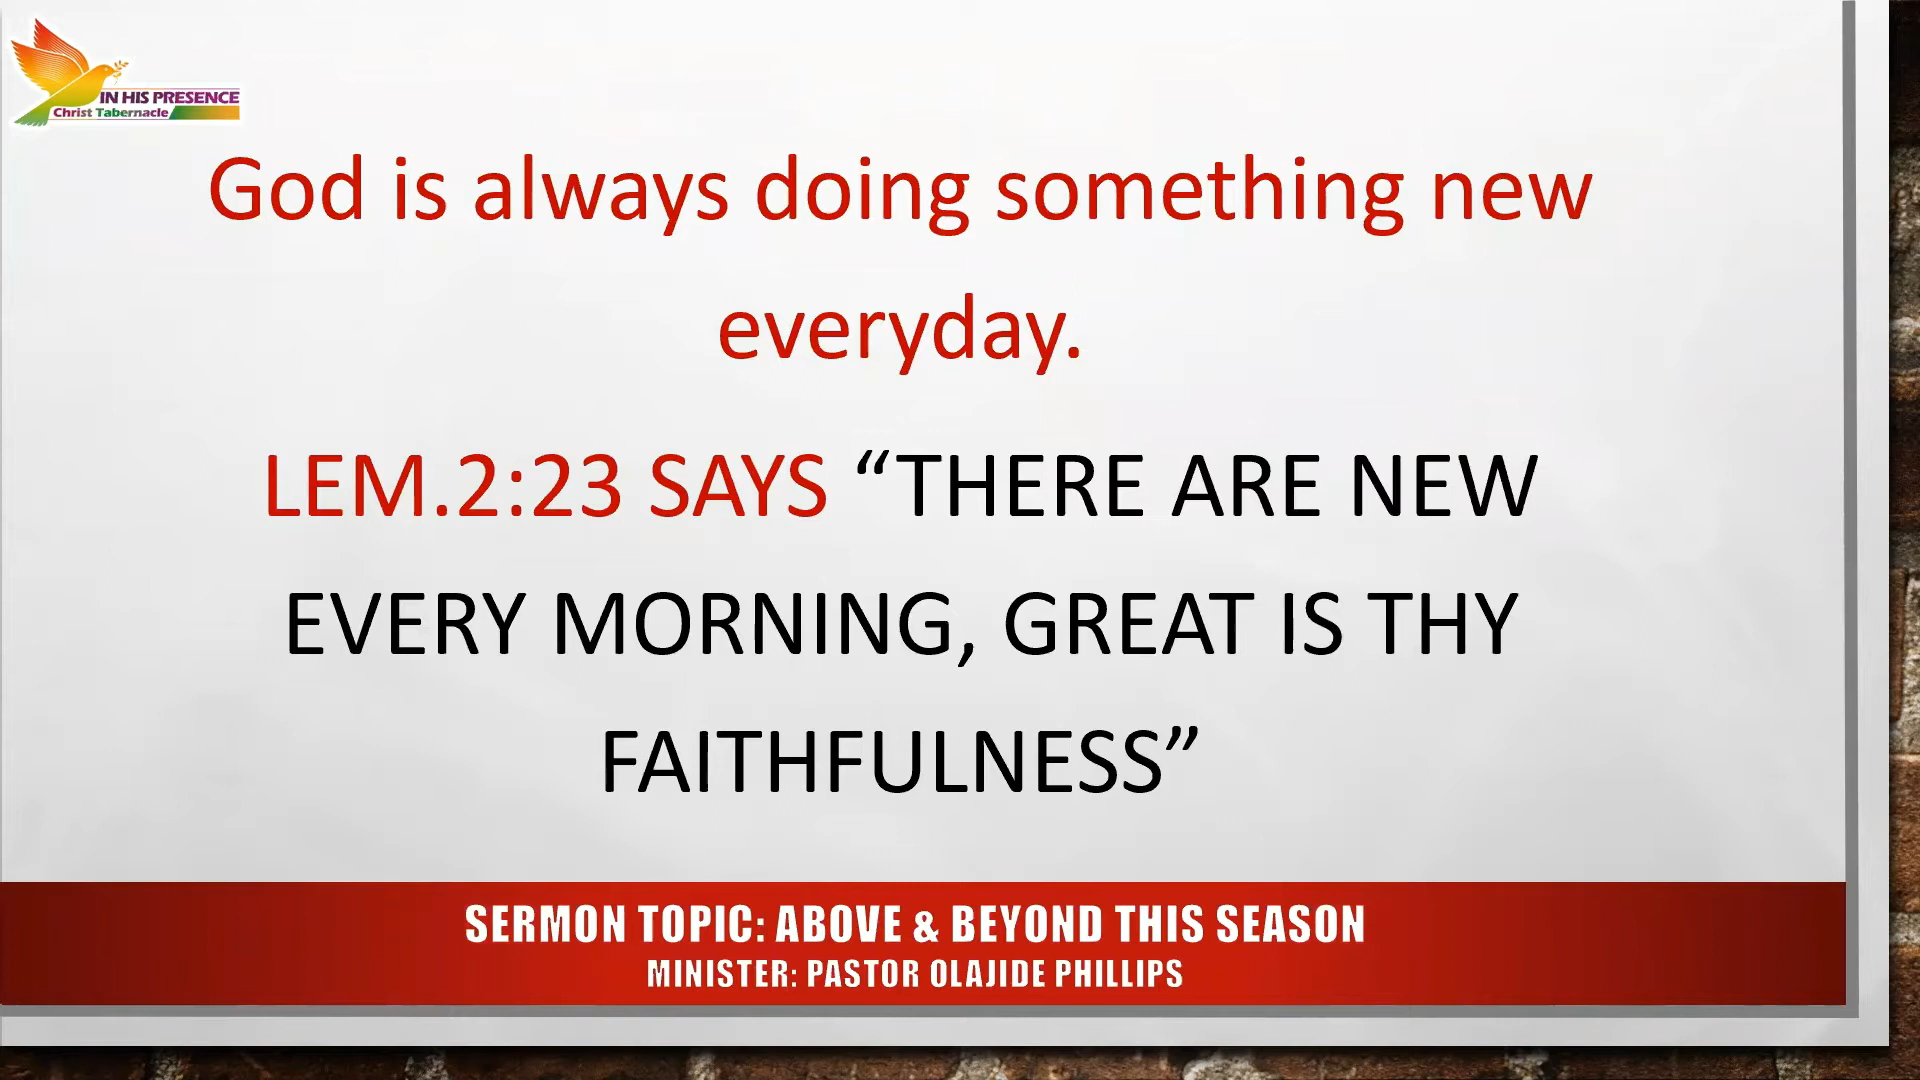 IN HIS PRESENCE
Christ Tabernacle
God is always doing something new
everyday.
LEM.2:23 SAYS “THERE ARE NEW
EVERY MORNING, GREAT IS THY
FAITHFULNESS”
SERMON TOPIC: ABOVE & BEYOND THIS SEASON
MINISTER: PASTOR OLAJIDE PHILLIPS